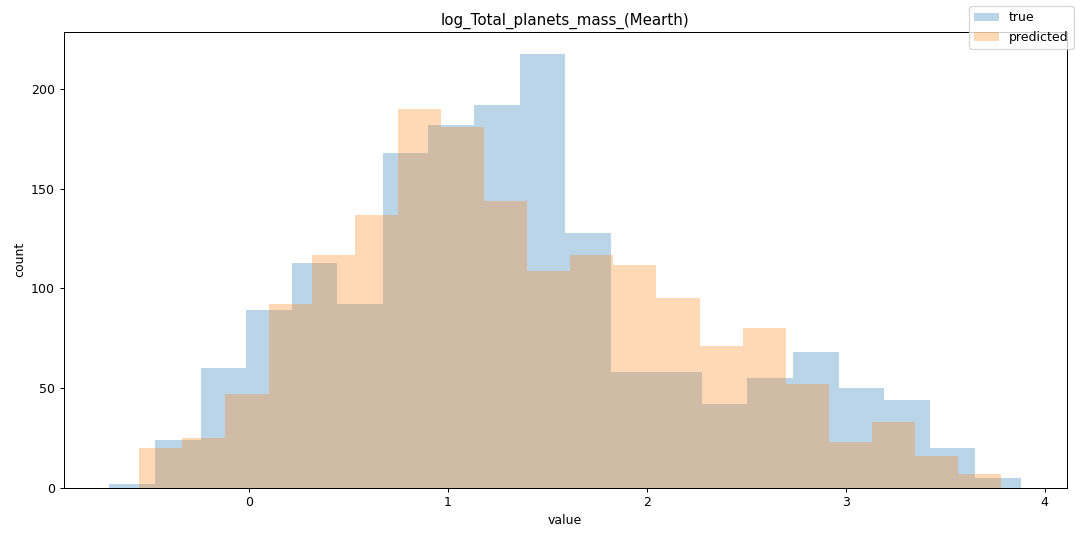 log_Total_planets_mass_(Mearth)
true
predicted
200
150
100
50
0
count
0 1 2 3 4
value